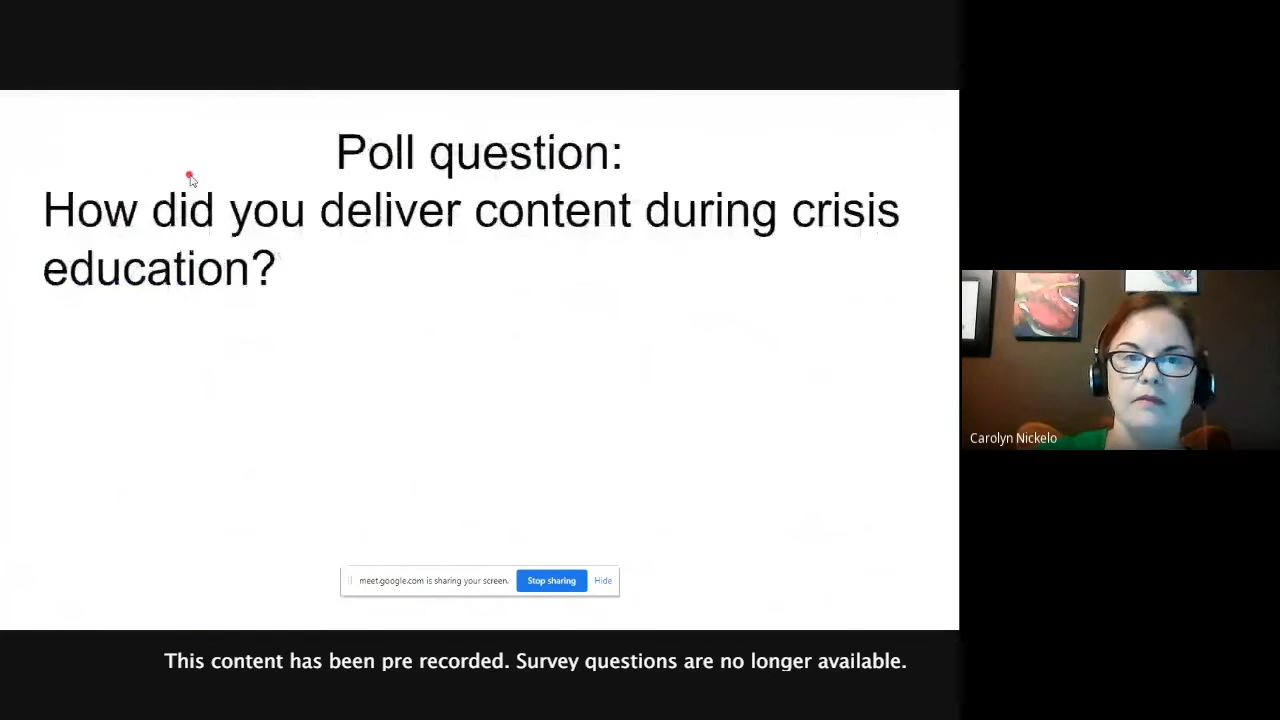 Poll question:
How did you deliver content during crisis
education?
Carolyn Nickelo
meet.google.com is sharing your screen. Stop sharing Hide
This content has been pre recorded. Survey questions are no longer available.